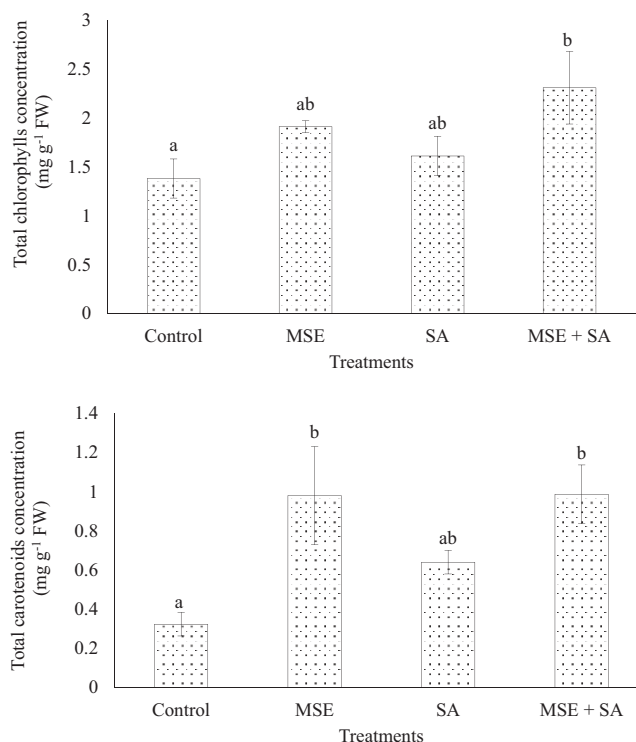 Total chlorophylls concentration
(mg g-1 FW)
3
2.5
2
1.5
1
0.5
0
a
ab
ab
b
Control MSE SA MSE + SA
Treatments
Total carotenoids concentration
(mg g-1 FW)
1.4
1.2
1
0.8
0.6
0.4
0.2
0
a
b
ab
b
Control MSE SA MSE + SA
Treatments